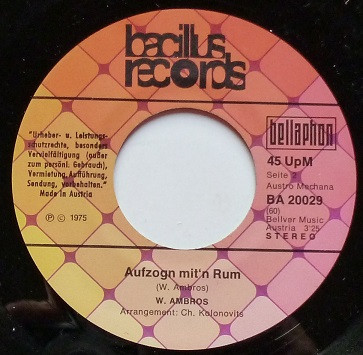 bacillus
records
"Urheber- u. Leistungs-
schutzrechte, besonders
Vervielfältigung (außer
zum persönl. Gebrauch),
Vermietung, Aufführung,
Sendung, vorbehalten."
Made in Austria
Ⓟ © 1975
bellaphon
45 UpM
Seite 2
Austro Mechana
BA 20029
(60)
Bellver Music
Austria 3'25
STEREO
Aufzogn mit'n Rum
(W. Ambros)
W. AMBROS
Arrangement: Ch. Kolonovits